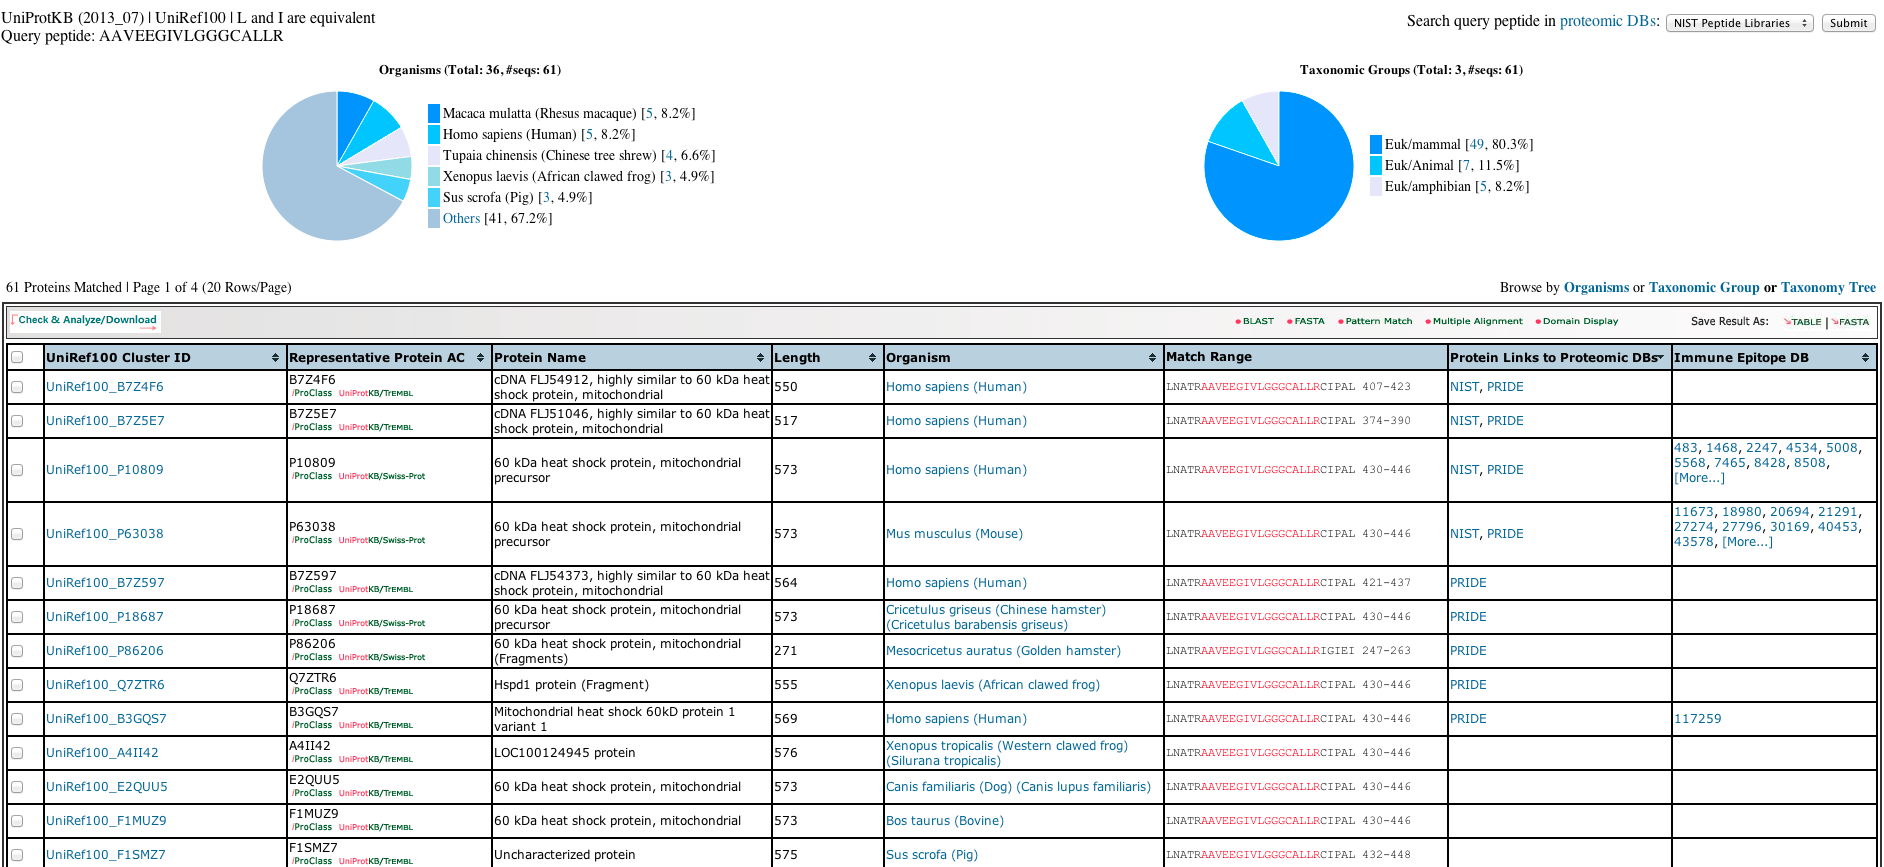 UniProtKB (2013_07) | UniRef100 | L and I are equivalent
Query peptide: AAVEEGIVLGGGCALLR
Search query peptide in proteomic DBs: NIST Peptide Libraries Submit
Organisms (Total: 36, #seqs: 61)
Macaca mulatta (Rhesus macaque) [5, 8.2%]
Homo sapiens (Human) [5, 8.2%]
Tupaia chinensis (Chinese tree shrew) [4, 6.6%]
Xenopus laevis (African clawed frog) [3, 4.9%]
Sus scrofa (Pig) [3, 4.9%]
Others [41, 67.2%]
Taxonomic Groups (Total: 3, #seqs: 61)
Euk/mammal [49, 80.3%]
Euk/Animal [7, 11.5%]
Euk/amphibian [5, 8.2%]
61 Proteins Matched | Page 1 of 4 (20 Rows/Page)
Browse by Organisms or Taxonomic Group or Taxonomy Tree
Check & Analyze/Download
BLAST FASTA Pattern Match Multiple Alignment Domain Display Save Result As: TABLE | FASTA
UniRef100 Cluster ID Representative Protein AC Protein Name Length Organism Match Range Protein Links to Proteomic DBs Immune Epitope DB
UniRef100_B7Z4F6
B7Z4F6
iProClass UniProtKB/TrEMBL
cDNA FLJ54912, highly similar to 60 kDa heat
shock protein, mitochondrial
550
Homo sapiens (Human)
LNATRAAVEEGIVLGGGCALLRCIPAL 407-423
NIST, PRIDE
UniRef100_B7Z5E7
B7Z5E7
iProClass UniProtKB/TrEMBL
cDNA FLJ51046, highly similar to 60 kDa heat
shock protein, mitochondrial
517
Homo sapiens (Human)
LNATRAAVEEGIVLGGGCALLRCIPAL 374-390
NIST, PRIDE
UniRef100_P10809
P10809
iProClass UniProtKB/Swiss-Prot
60 kDa heat shock protein, mitochondrial
precursor
573
Homo sapiens (Human)
LNATRAAVEEGIVLGGGCALLRCIPAL 430-446
NIST, PRIDE
483, 1468, 2247, 4534, 5008,
5568, 7465, 8428, 8508,
[More...]
UniRef100_P63038
P63038
iProClass UniProtKB/Swiss-Prot
60 kDa heat shock protein, mitochondrial
precursor
573
Mus musculus (Mouse)
LNATRAAVEEGIVLGGGCALLRCIPAL 430-446
NIST, PRIDE
11673, 18980, 20694, 21291,
27274, 27796, 30169, 40453,
43578, [More...]
UniRef100_B7Z597
B7Z597
iProClass UniProtKB/TrEMBL
cDNA FLJ54373, highly similar to 60 kDa heat
shock protein, mitochondrial
564
Homo sapiens (Human)
LNATRAAVEEGIVLGGGCALLRCIPAL 421-437
PRIDE
UniRef100_P18687
P18687
iProClass UniProtKB/Swiss-Prot
60 kDa heat shock protein, mitochondrial
precursor
573
Cricetulus griseus (Chinese hamster)
(Cricetulus barabensis griseus)
LNATRAAVEEGIVLGGGCALLRCIPAL 430-446
PRIDE
UniRef100_P86206
P86206
iProClass UniProtKB/Swiss-Prot
60 kDa heat shock protein, mitochondrial
(Fragments)
271
Mesocricetus auratus (Golden hamster)
LNATRAAVEEGIVLGGGCALLRIGIEI 247-263
PRIDE
UniRef100_Q7ZTR6
Q7ZTR6
iProClass UniProtKB/TrEMBL
Hspd1 protein (Fragment)
555
Xenopus laevis (African clawed frog)
LNATRAAVEEGIVLGGGCALLRCIPAL 430-446
PRIDE
UniRef100_B3GQS7
B3GQS7
iProClass UniProtKB/TrEMBL
Mitochondrial heat shock 60kD protein 1
variant 1
569
Homo sapiens (Human)
LNATRAAVEEGIVLGGGCALLRCIPAL 430-446
PRIDE
117259
UniRef100_A4II42
A4II42
iProClass UniProtKB/TrEMBL
LOC100124945 protein
576
Xenopus tropicalis (Western clawed frog)
(Silurana tropicalis)
LNATRAAVEEGIVLGGGCALLRCIPAL 430-446
UniRef100_E2QUU5
E2QUU5
iProClass UniProtKB/TrEMBL
60 kDa heat shock protein, mitochondrial
573
Canis familiaris (Dog) (Canis lupus familiaris)
LNATRAAVEEGIVLGGGCALLRCIPAL 430-446
UniRef100_F1MUZ9
F1MUZ9
iProClass UniProtKB/TrEMBL
60 kDa heat shock protein, mitochondrial
573
Bos taurus (Bovine)
LNATRAAVEEGIVLGGGCALLRCIPAL 430-446
UniRef100_F1SMZ7
F1SMZ7
iProClass UniProtKB/TrEMBL
Uncharacterized protein
575
Sus scrofa (Pig)
LNATRAAVEEGIVLGGGCALLRCIPAL 432-448